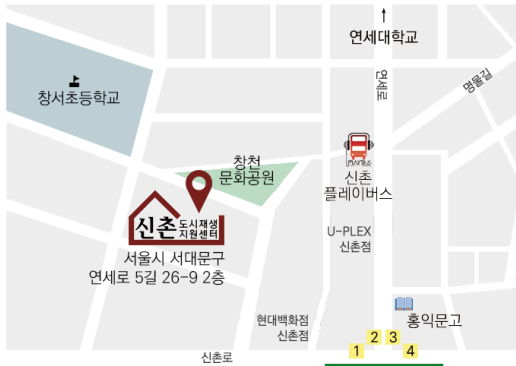 연세대학교
연세로
명물길
창서초등학교
창천
문화공원
신촌
플레이버스
신촌 도시재생
지원센터
서울시 서대문구
연세로 5길 26-9 2층
U-PLEX
신촌점
현대백화점
신촌점
홍익문고
2 3
1 4
신촌로